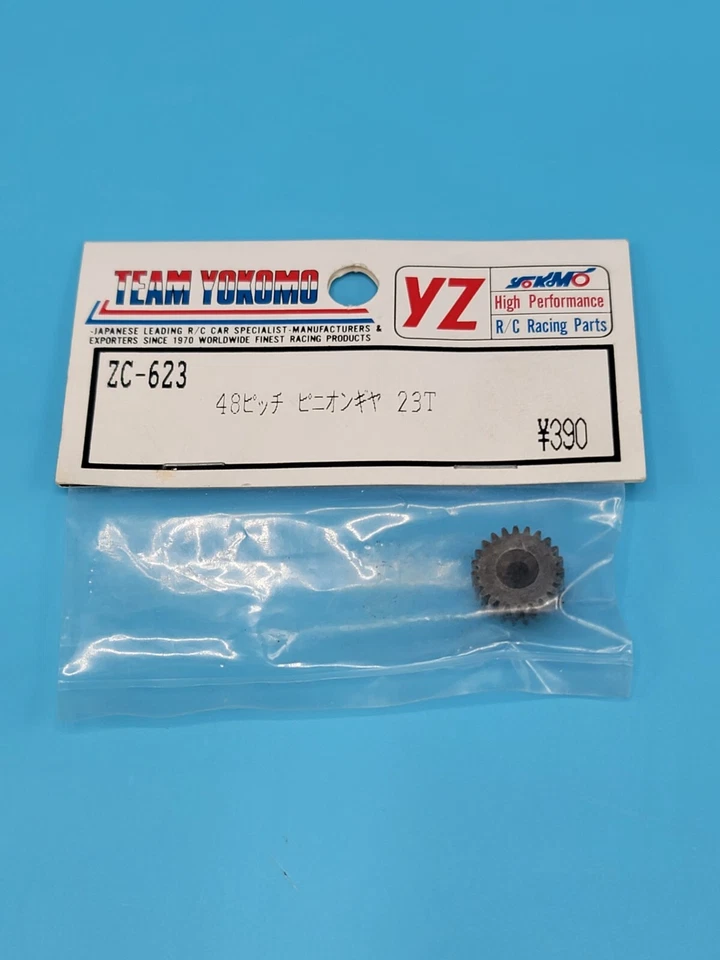 TEAM YOKOMO
-JAPANESE LEADING R/C CAR SPECIALIST-MANUFACTURERS &
EXPORTERS SINCE 1970 WORLDWIDE FINEST RACING PRODUCTS
YZ
YOKOMO
High Performance
R/C Racing Parts
ZC-623
48ピッチ ピニオンギヤ 23T
¥390